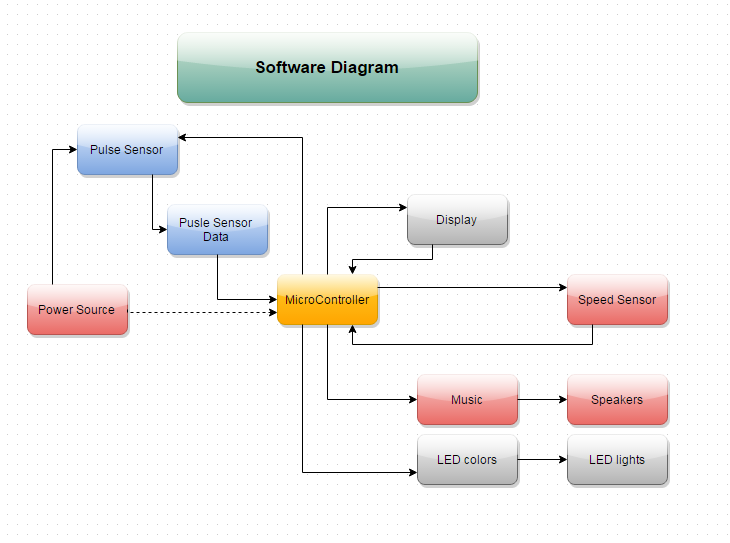 Software Diagram
Pulse Sensor
Pusle Sensor
Data
Display
MicroController
Speed Sensor
Power Source
Music
Speakers
LED colors
LED lights